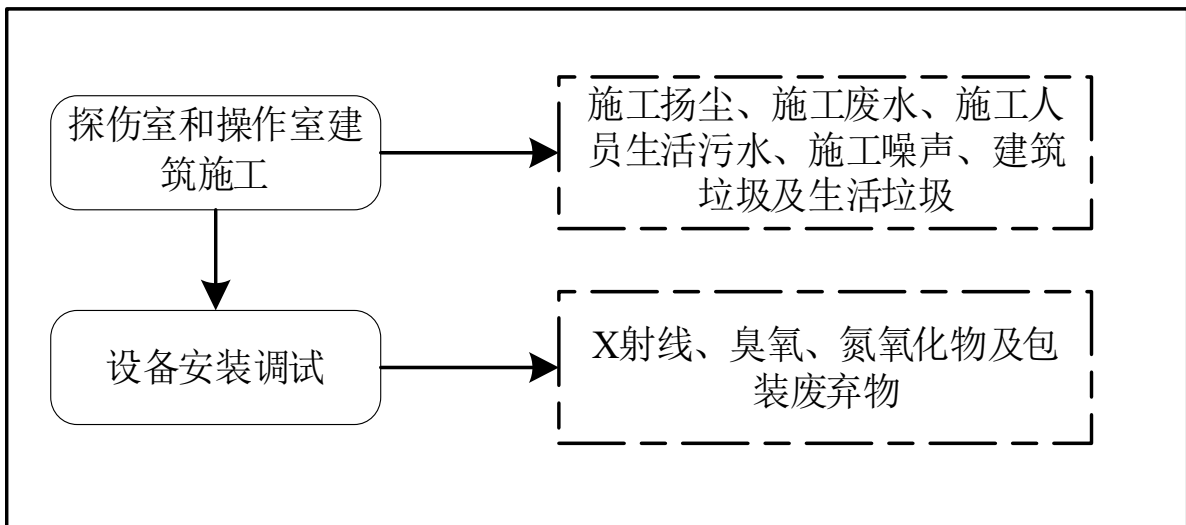 探伤室和操作室建
筑施工
施工扬尘、施工废水、施工人
员生活污水、施工噪声、建筑
垃圾及生活垃圾
设备安装调试
X射线、臭氧、氮氧化物及包
装废弃物